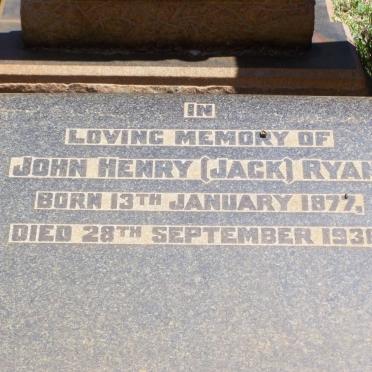 IN
LOVING MEMORY OF
JOHN HENRY (JACK) RYAN
BORN 13TH JANUARY 1877,
DIED 28TH SEPTEMBER